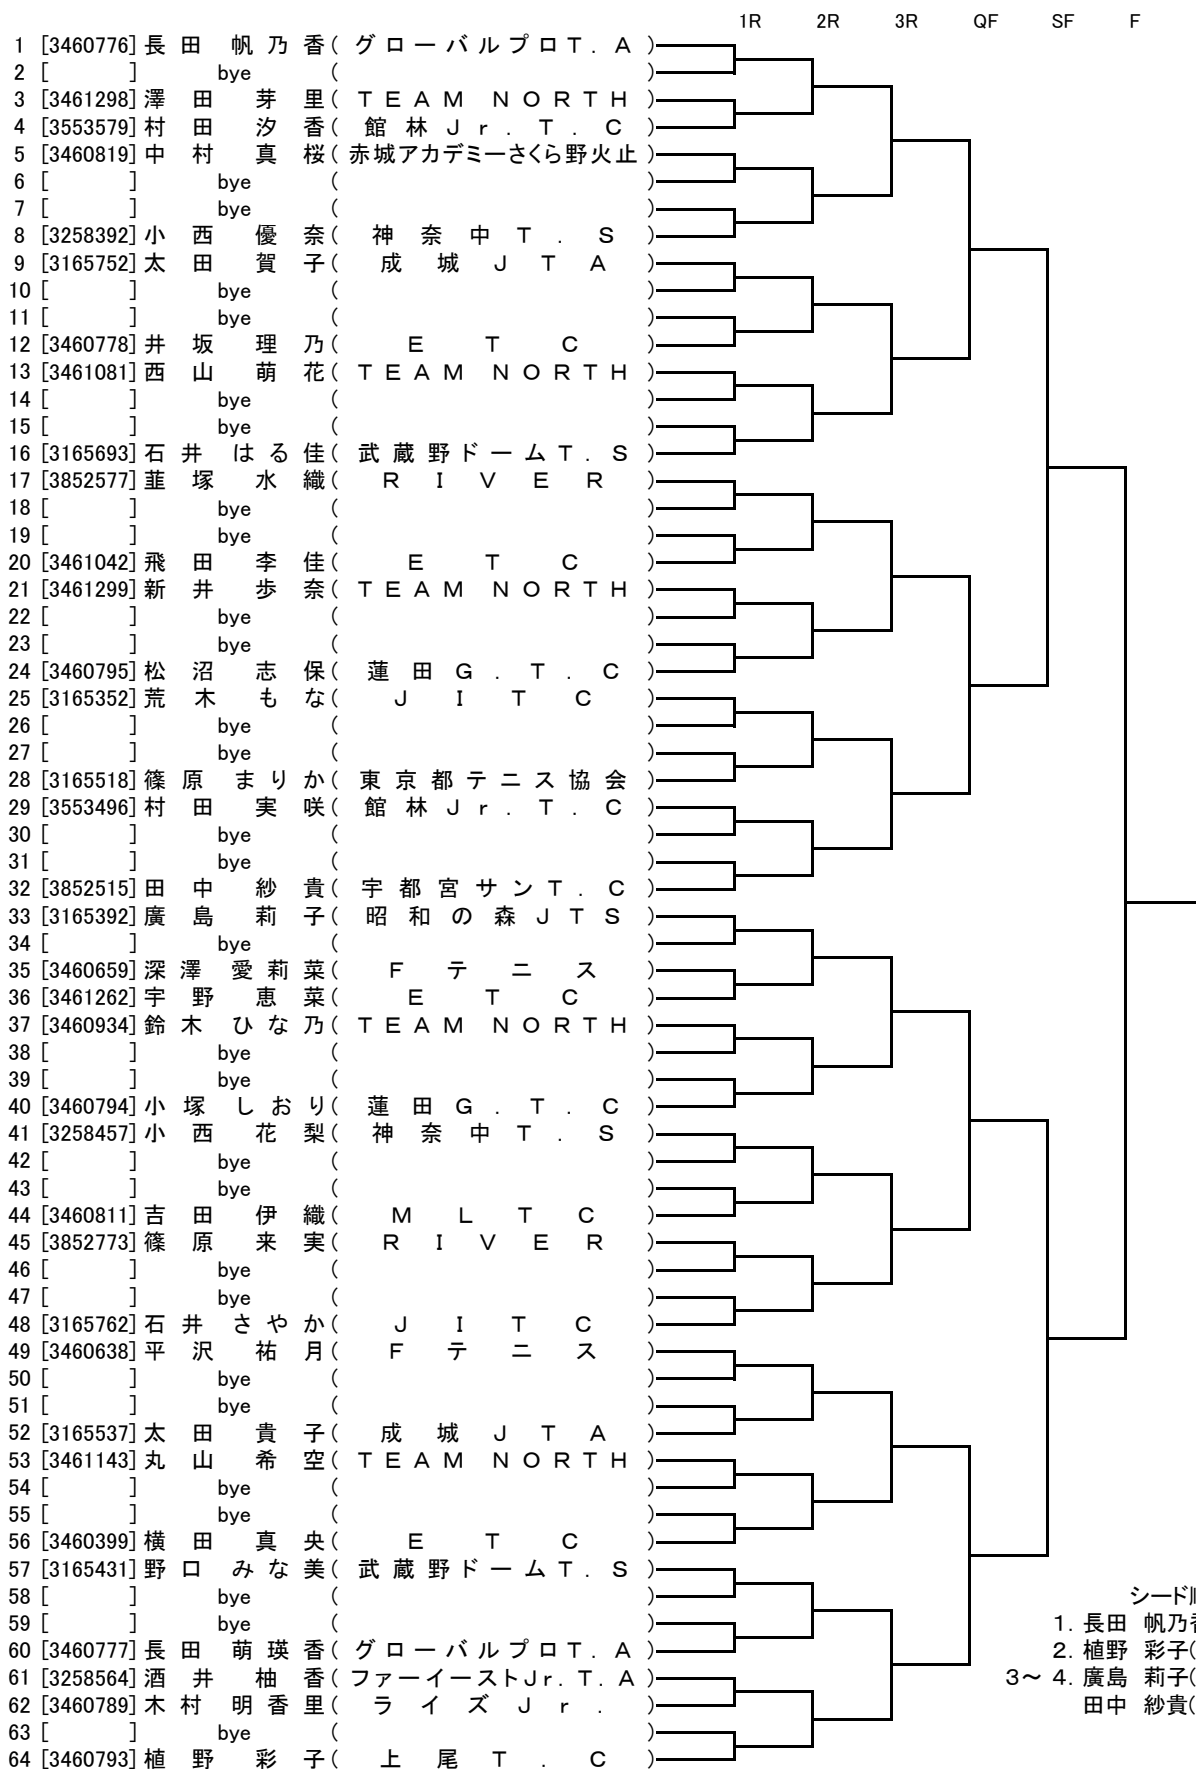 1R 2R 3R QF SF F
1 [3460776] 長田 帆乃香 ( グローバルプロT.A )
2 [ ] bye ( )
3 [3461298] 澤田 芽里 ( TEAM NORTH )
4 [3553579] 村田 汐香 ( 館林Jr.T.C )
5 [3460819] 中村 真桜 ( 赤城アカデミーさくら野火止 )
6 [ ] bye ( )
7 [ ] bye ( )
8 [3258392] 小西 優奈 ( 神奈中T.S )
9 [3165752] 太田 賀子 ( 成城JTA )
10 [ ] bye ( )
11 [ ] bye ( )
12 [3460778] 井坂 理乃 ( ETC )
13 [3461081] 西山 萌花 ( TEAM NORTH )
14 [ ] bye ( )
15 [ ] bye ( )
16 [3165693] 石井 はる佳 ( 武蔵野ドームT.S )
17 [3852577] 韮塚 水織 ( RIVER )
18 [ ] bye ( )
19 [ ] bye ( )
20 [3461042] 飛田 李佳 ( ETC )
21 [3461299] 新井 歩奈 ( TEAM NORTH )
22 [ ] bye ( )
23 [ ] bye ( )
24 [3460795] 松沼 志保 ( 蓮田G.T.C )
25 [3165352] 荒木 もな ( JITC )
26 [ ] bye ( )
27 [ ] bye ( )
28 [3165518] 篠原 まりか ( 東京都テニス協会 )
29 [3553496] 村田 実咲 ( 館林Jr.T.C )
30 [ ] bye ( )
31 [ ] bye ( )
32 [3852515] 田中 紗貴 ( 宇都宮サンT.C )
33 [3165392] 廣島 莉子 ( 昭和の森JTS )
34 [ ] bye ( )
35 [3460659] 深澤 愛莉菜 ( Fテニス )
36 [3461262] 宇野 恵菜 ( ETC )
37 [3460934] 鈴木 ひな乃 ( TEAM NORTH )
38 [ ] bye ( )
39 [ ] bye ( )
40 [3460794] 小塚 しおり ( 蓮田G.T.C )
41 [3258457] 小西 花梨 ( 神奈中T.S )
42 [ ] bye ( )
43 [ ] bye ( )
44 [3460811] 吉田 伊織 ( MLTC )
45 [3852773] 篠原 来実 ( RIVER )
46 [ ] bye ( )
47 [ ] bye ( )
48 [3165762] 石井 さやか ( JITC )
49 [3460638] 平沢 祐月 ( Fテニス )
50 [ ] bye ( )
51 [ ] bye ( )
52 [3165537] 太田 貴子 ( 成城JTA )
53 [3461143] 丸山 希空 ( TEAM NORTH )
54 [ ] bye ( )
55 [ ] bye ( )
56 [3460399] 横田 真央 ( ETC )
57 [3165431] 野口 みな美 ( 武蔵野ドームT.S )
58 [ ] bye ( )
59 [ ] bye ( )
60 [3460777] 長田 萌瑛香 ( グローバルプロT.A )
61 [3258564] 酒井 柚香 ( ファーイーストJr.T.A )
62 [3460789] 木村 明香里 ( ライズJr. )
63 [ ] bye ( )
64 [3460793] 植野 彩子 ( 上尾T.C )
シード
1. 長田 帆乃
2. 植野 彩子(
3～ 4. 廣島 莉子(
田中 紗貴(